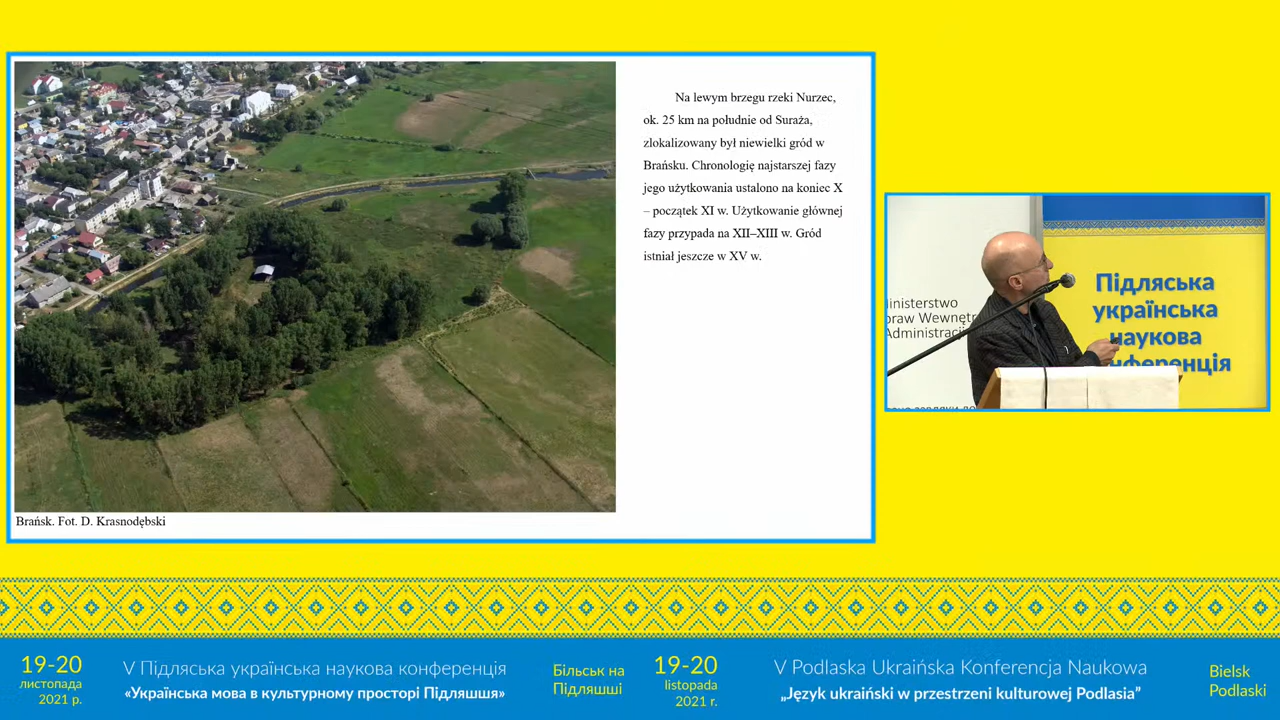 Na lewym brzegu rzeki Nurzec,
ok. 25 km na południe od Suraża,
zlokalizowany był niewielki gród w
Brańsku. Chronologię najstarszej fazy
jego użytkowania ustalono na koniec X
– początek XI w. Użytkowanie głównej
fazy przypada na XII–XIII w. Gród
istniał jeszcze w XV w.
Brańsk. Fot. D. Krasnodębski
Підляська
українська
наукова
конференція
inisterstwo
praw Wewnętr
Administracji
19-20
листопада
2021 р.
V Підляська українська наукова конференція
«Українська мова в культурному просторі Підляшшя»
Більськ на
Підляшші
19-20
listopada
2021 r.
V Podlaska Ukraińska Konferencja Naukowa
„Język ukraiński w przestrzeni kulturowej Podlasia”
Bielsk
Podlaski